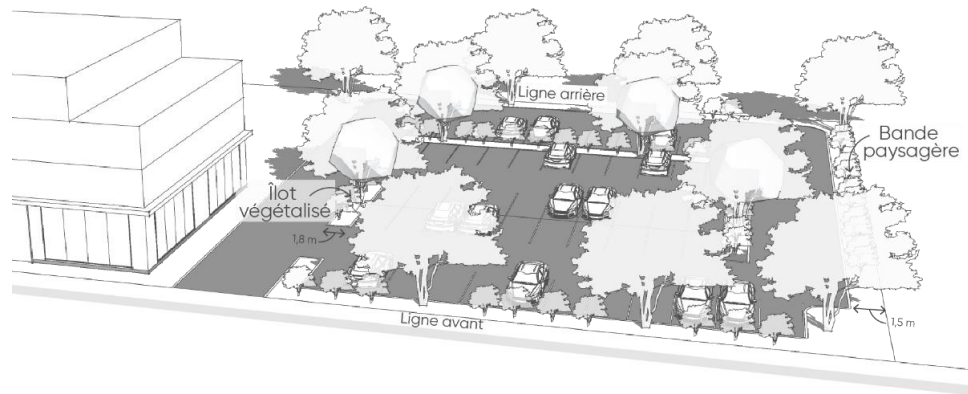 Ligne arrière
Bande
paysagère
Îlot
végétalisé
1,8 m
Ligne avant
1,5 m